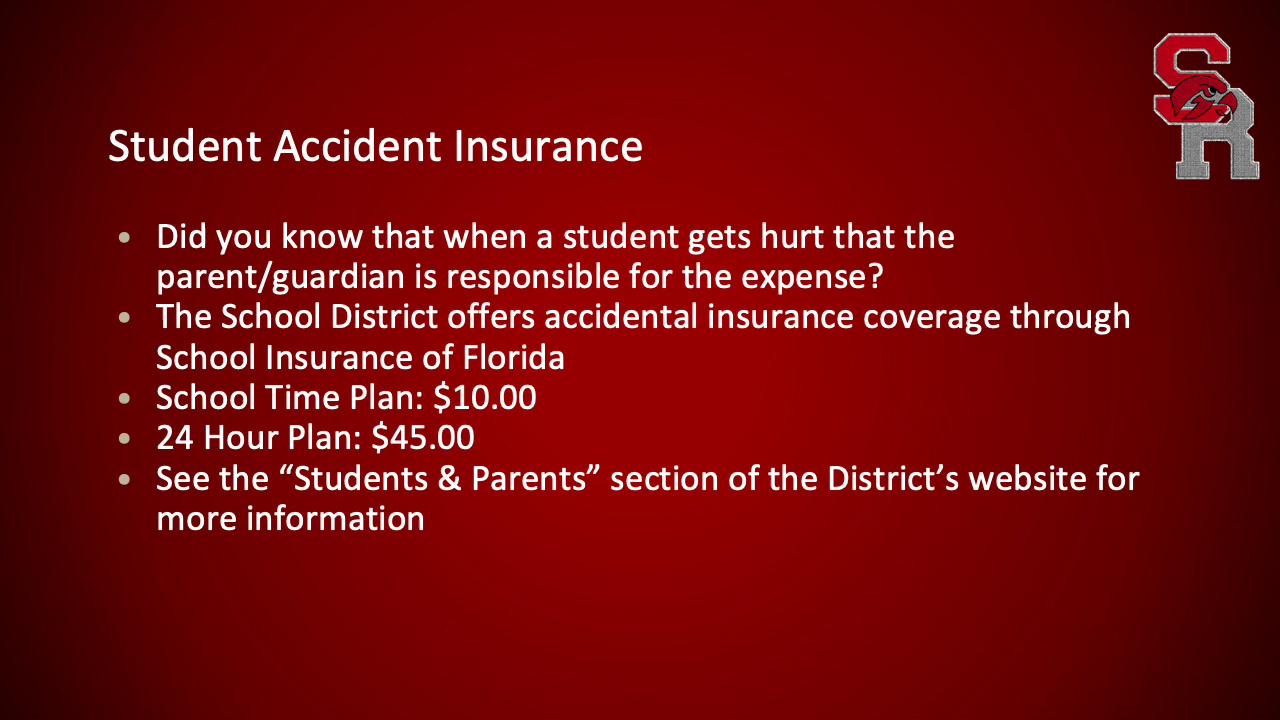 SR
Student Accident Insurance
• Did you know that when a student gets hurt that the
parent/guardian is responsible for the expense?
• The School District offers accidental insurance coverage through
School Insurance of Florida
• School Time Plan: $10.00
• 24 Hour Plan: $45.00
• See the “Students & Parents” section of the District’s website for
more information